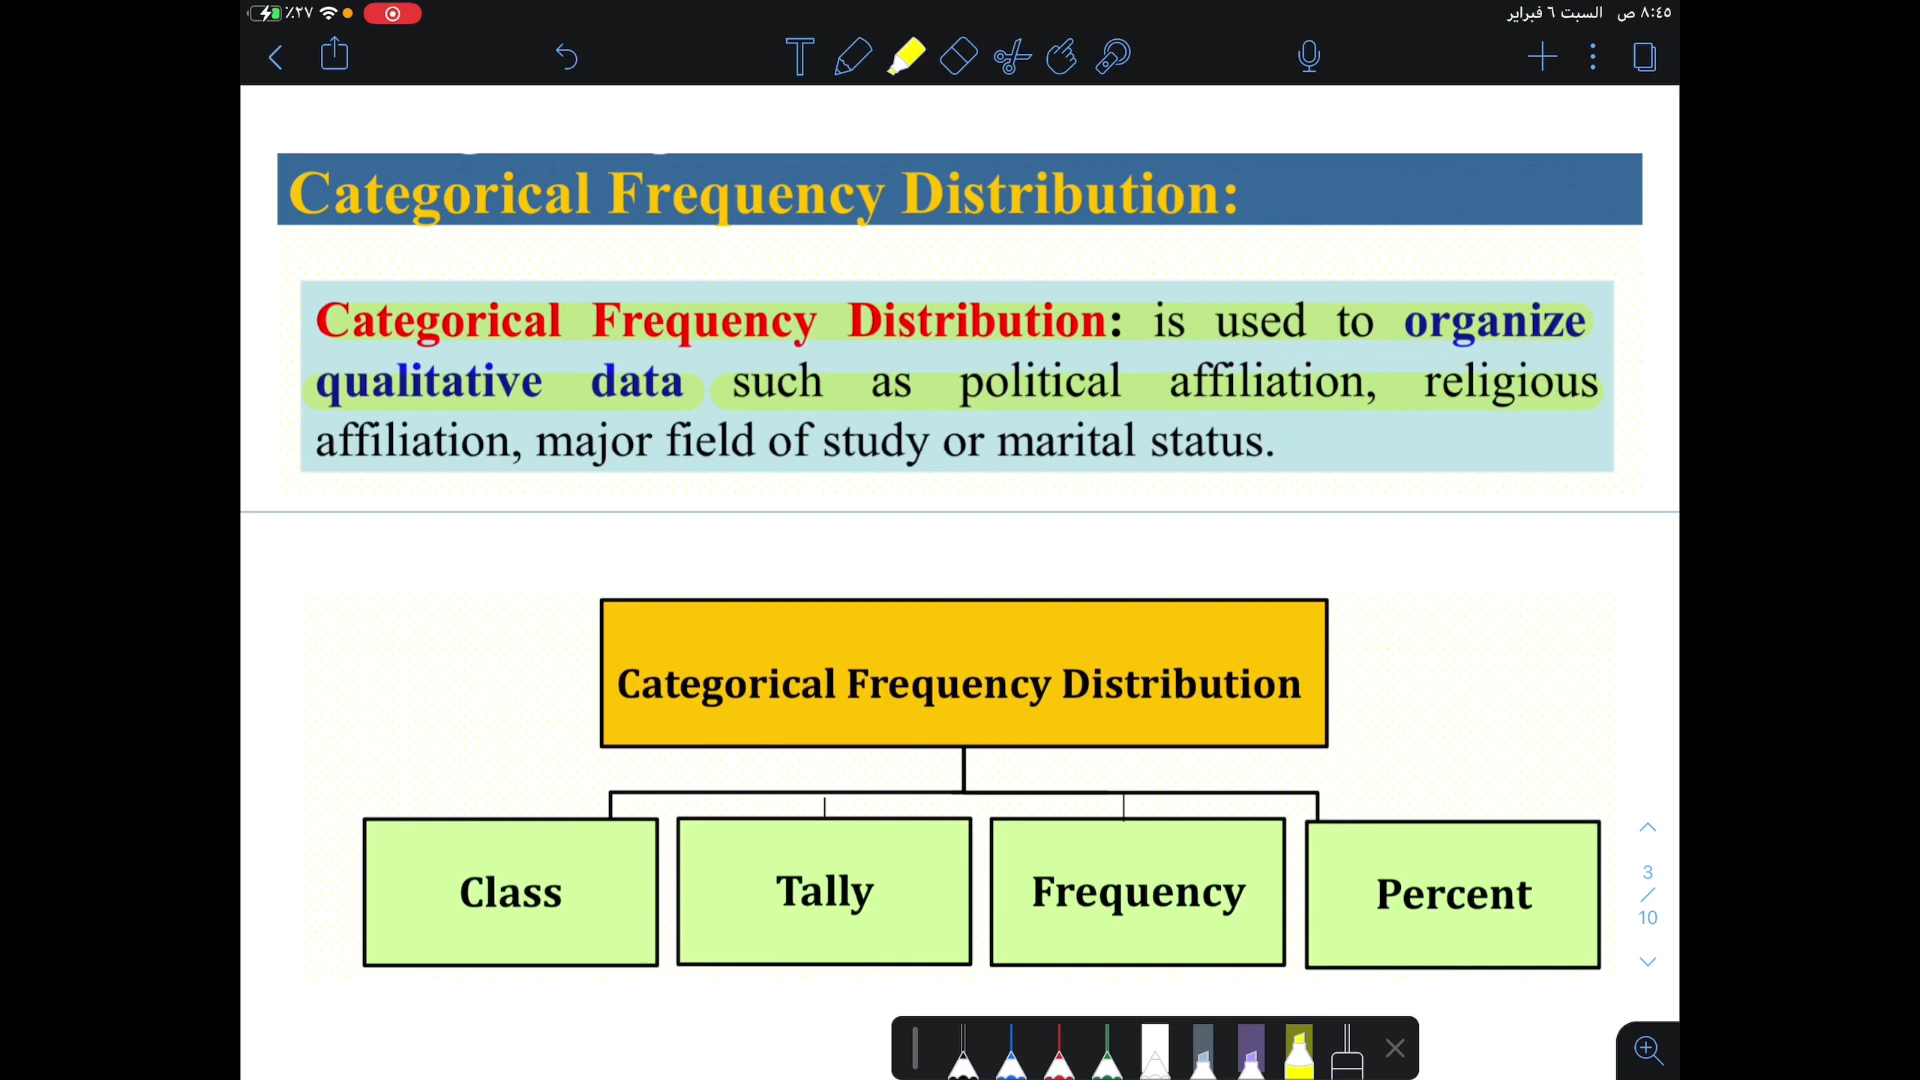 ٪٢٧
٨:٤٥ ص السبت ٦ فبراير
Categorical Frequency Distribution:
Categorical Frequency Distribution: is used to organize
qualitative data such as political affiliation, religious
affiliation, major field of study or marital status.
Categorical Frequency Distribution
Class
Tally
Frequency
Percent
3
/
10